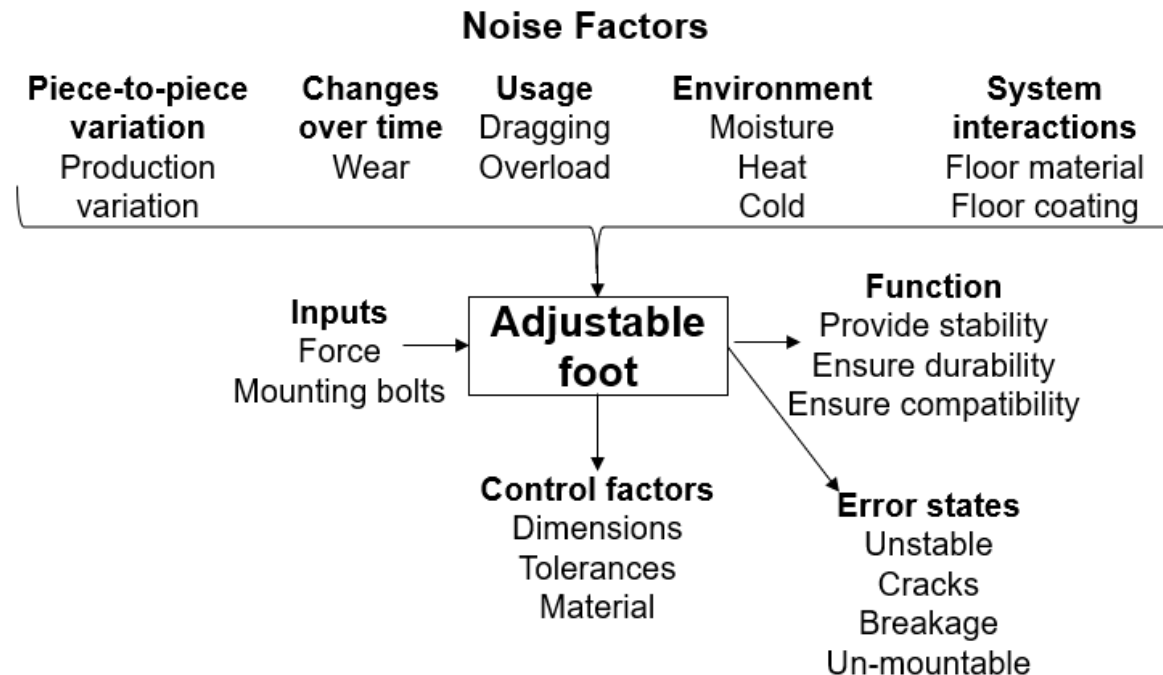 Noise Factors
Piece-to-piece
variation
Production
variation
Changes
over time
Wear
Usage
Dragging
Overload
Environment
Moisture
Heat
Cold
System
interactions
Floor material
Floor coating
Inputs
Force
Mounting bolts
Adjustable
foot
Function
Provide stability
Ensure durability
Ensure compatibility
Control factors
Dimensions
Tolerances
Material
Error states
Unstable
Cracks
Breakage
Un-mountable